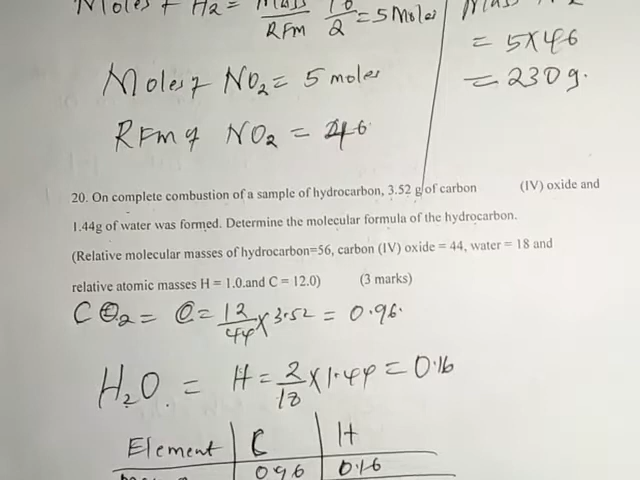 Moles of H2 = Mass/RFM 10/2 = 5 Moles
= 5 x 46
= 230 g.
Moles of NO2 = 5 moles
RFM of NO2 = 46
20. On complete combustion of a sample of hydrocarbon, 3.52 g of carbon (IV) oxide and
1.44g of water was formed. Determine the molecular formula of the hydrocarbon.
(Relative molecular masses of hydrocarbon=56, carbon (IV) oxide = 44, water = 18 and
relative atomic masses H = 1.0.and C = 12.0) (3 marks)
CO2 = C = 12/44 x 3.52 = 0.96.
H2O = H = 2/18 x 1.44 = 0.16
Element | C | H
0.96 | 0.16